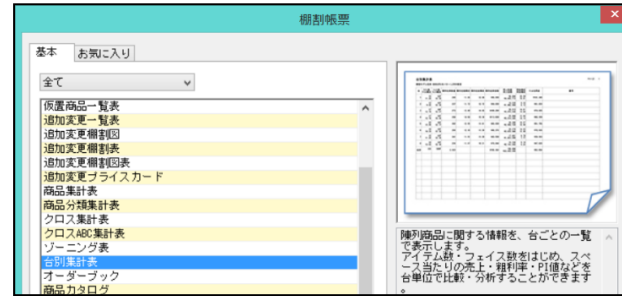 棚割帳票
×
基本 お気に入り
全て
仮置商品一覧表
追加変更一覧表
追加変更棚割図
追加変更棚割表
追加変更棚割図表
追加変更プライスカード
商品集計表
商品分類集計表
クロス集計表
クロスABC集計表
ゾーニング表
台別集計表
オーダーブック
商品カタログ
陳列商品に関する情報を、台ごとの一覧
で表示します。
アイテム数・フェイス数をはじめ、スペ
ース当たりの売上・粗利率・PI値などを
台単位で比較・分析することができます
。